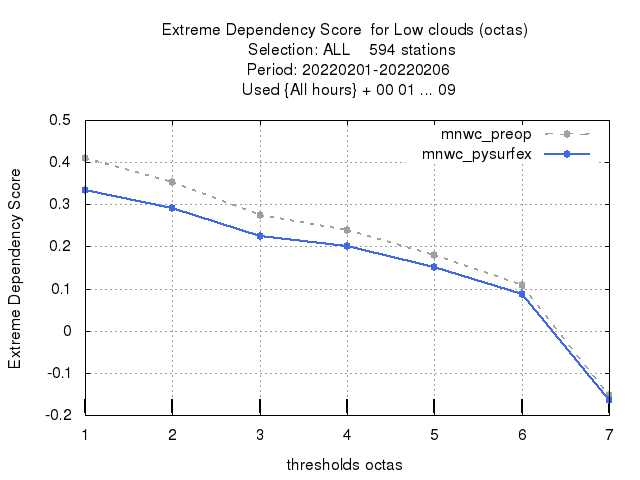 Extreme Dependency Score  for Low clouds (octas)
Selection: ALL    594 stations
Period: 20220201-20220206
Used {All hours} + 00 01 ... 09
mnwc_preop
mnwc_pysurfex
Extreme Dependency Score
0.5
0.4
0.3
0.2
0.1
0
-0.1
-0.2
1 2 3 4 5 6 7
thresholds octas